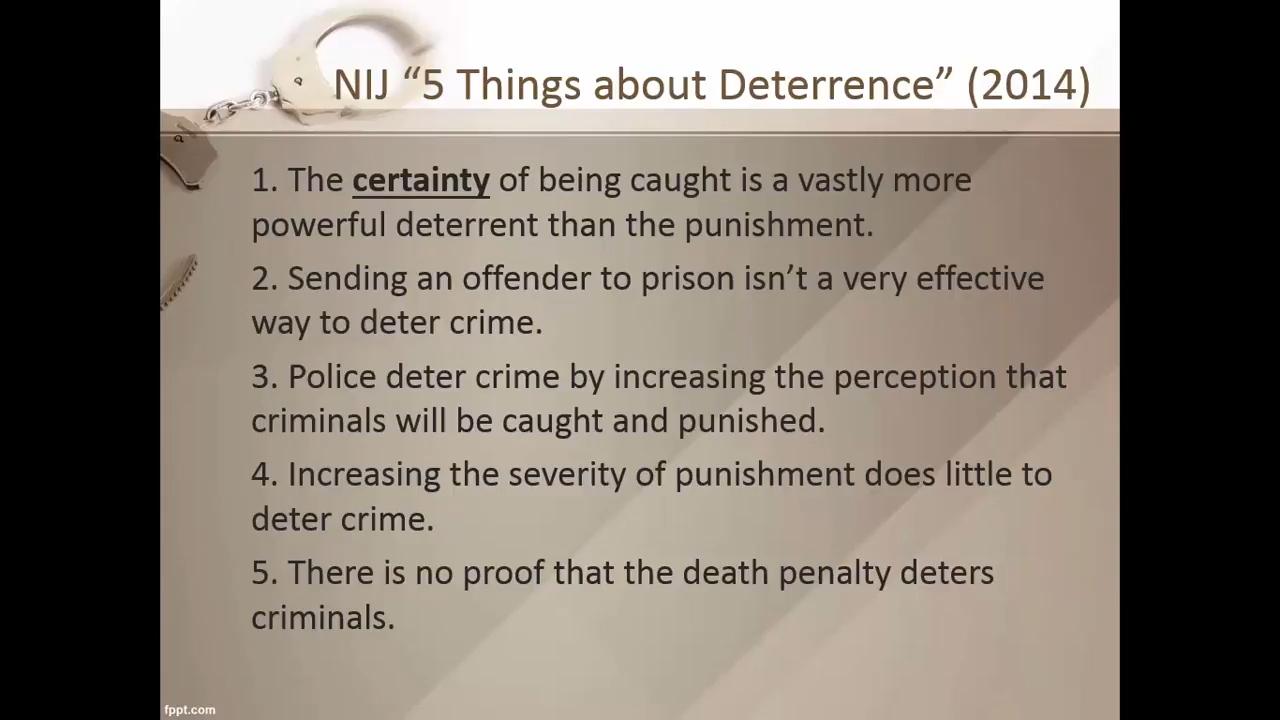 NIJ “5 Things about Deterrence” (2014)
1. The certainty of being caught is a vastly more
powerful deterrent than the punishment.
2. Sending an offender to prison isn’t a very effective
way to deter crime.
3. Police deter crime by increasing the perception that
criminals will be caught and punished.
4. Increasing the severity of punishment does little to
deter crime.
5. There is no proof that the death penalty deters
criminals.
fppt.com